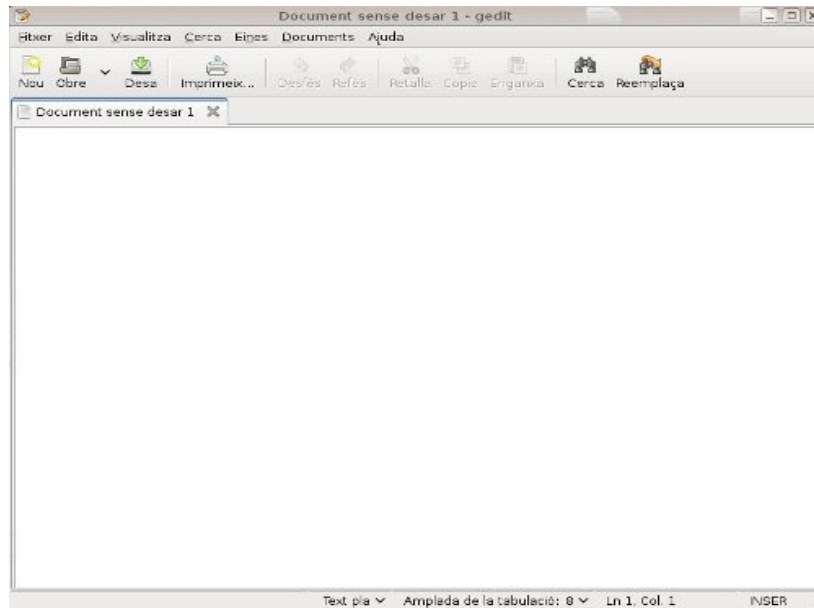 Document sense desar 1 - gedit
Fitxer Edita Visualitza Cerca Eines Documents Ajuda
Nou Obre Desa Imprimeix... Desfés Refés Retalla Copia Enganxa Cerca Reemplaça
Document sense desar 1
Text pla Amplada de la tabulació: 8 Ln 1, Col. 1 INSER